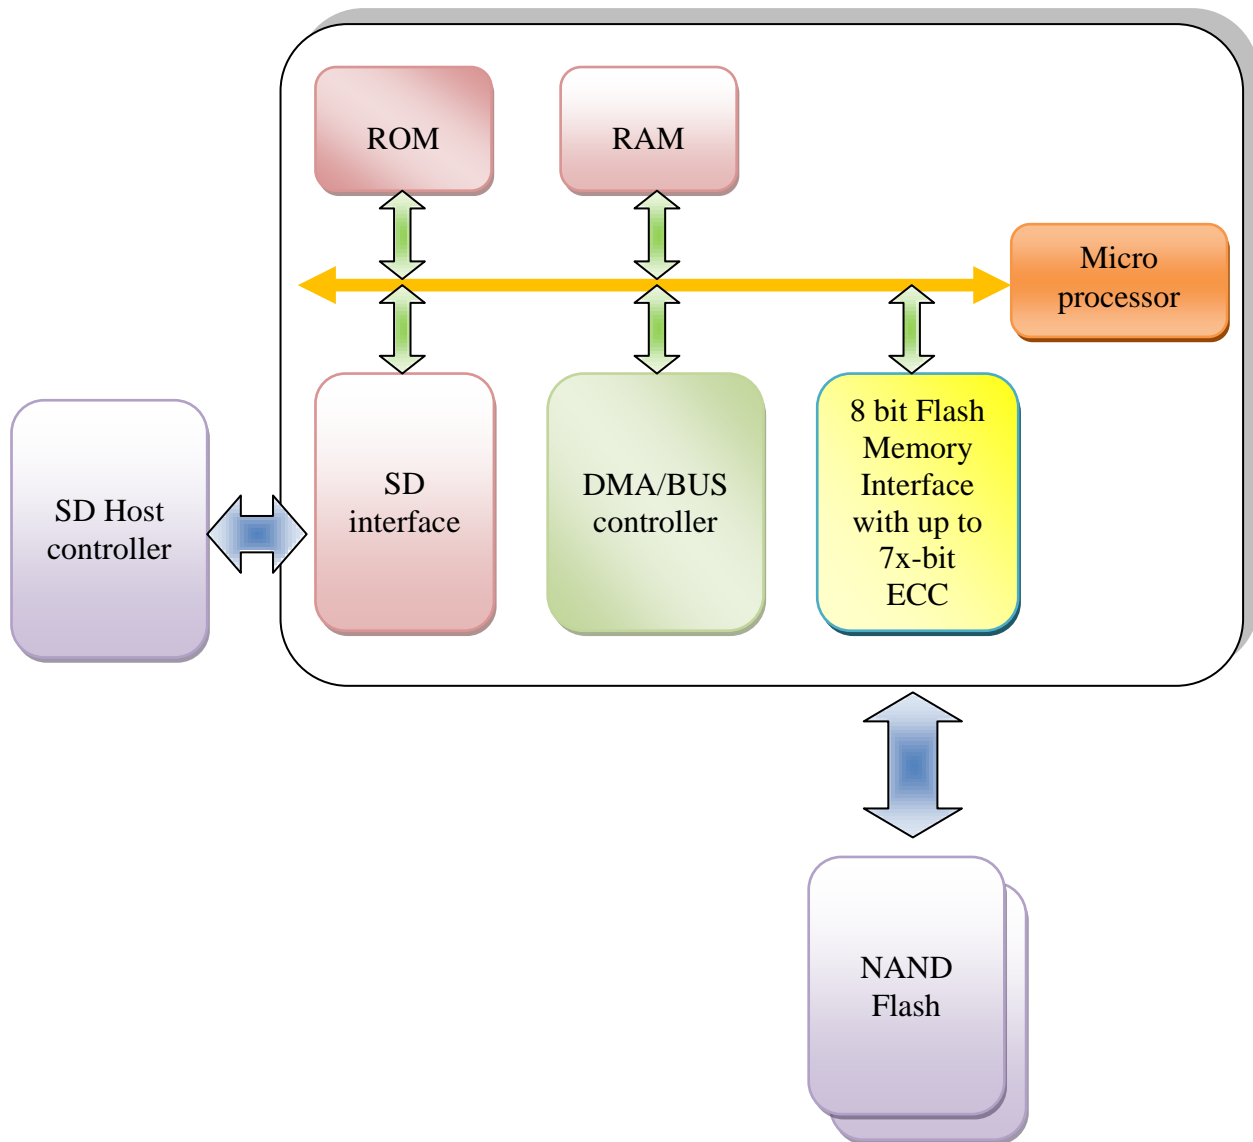 ROM
RAM
Micro
processor
SD Host
controller
SD
interface
DMA/BUS
controller
8 bit Flash
Memory
Interface
with up to
7x-bit
ECC
NAND
Flash